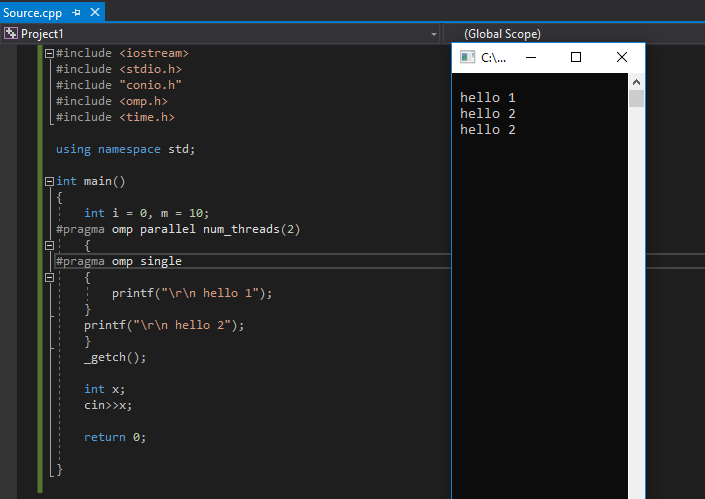 Source.cpp
Project1
(Global Scope)
#include <iostream>
#include <stdio.h>
#include "conio.h"
#include <omp.h>
#include <time.h>
using namespace std;
int main()
{
int i = 0, m = 10;
#pragma omp parallel num_threads(2)
{
#pragma omp single
{
printf("\r\n hello 1");
}
printf("\r\n hello 2");
}
_getch();
int x;
cin>>x;
return 0;
}
C:\...
hello 1
hello 2
hello 2